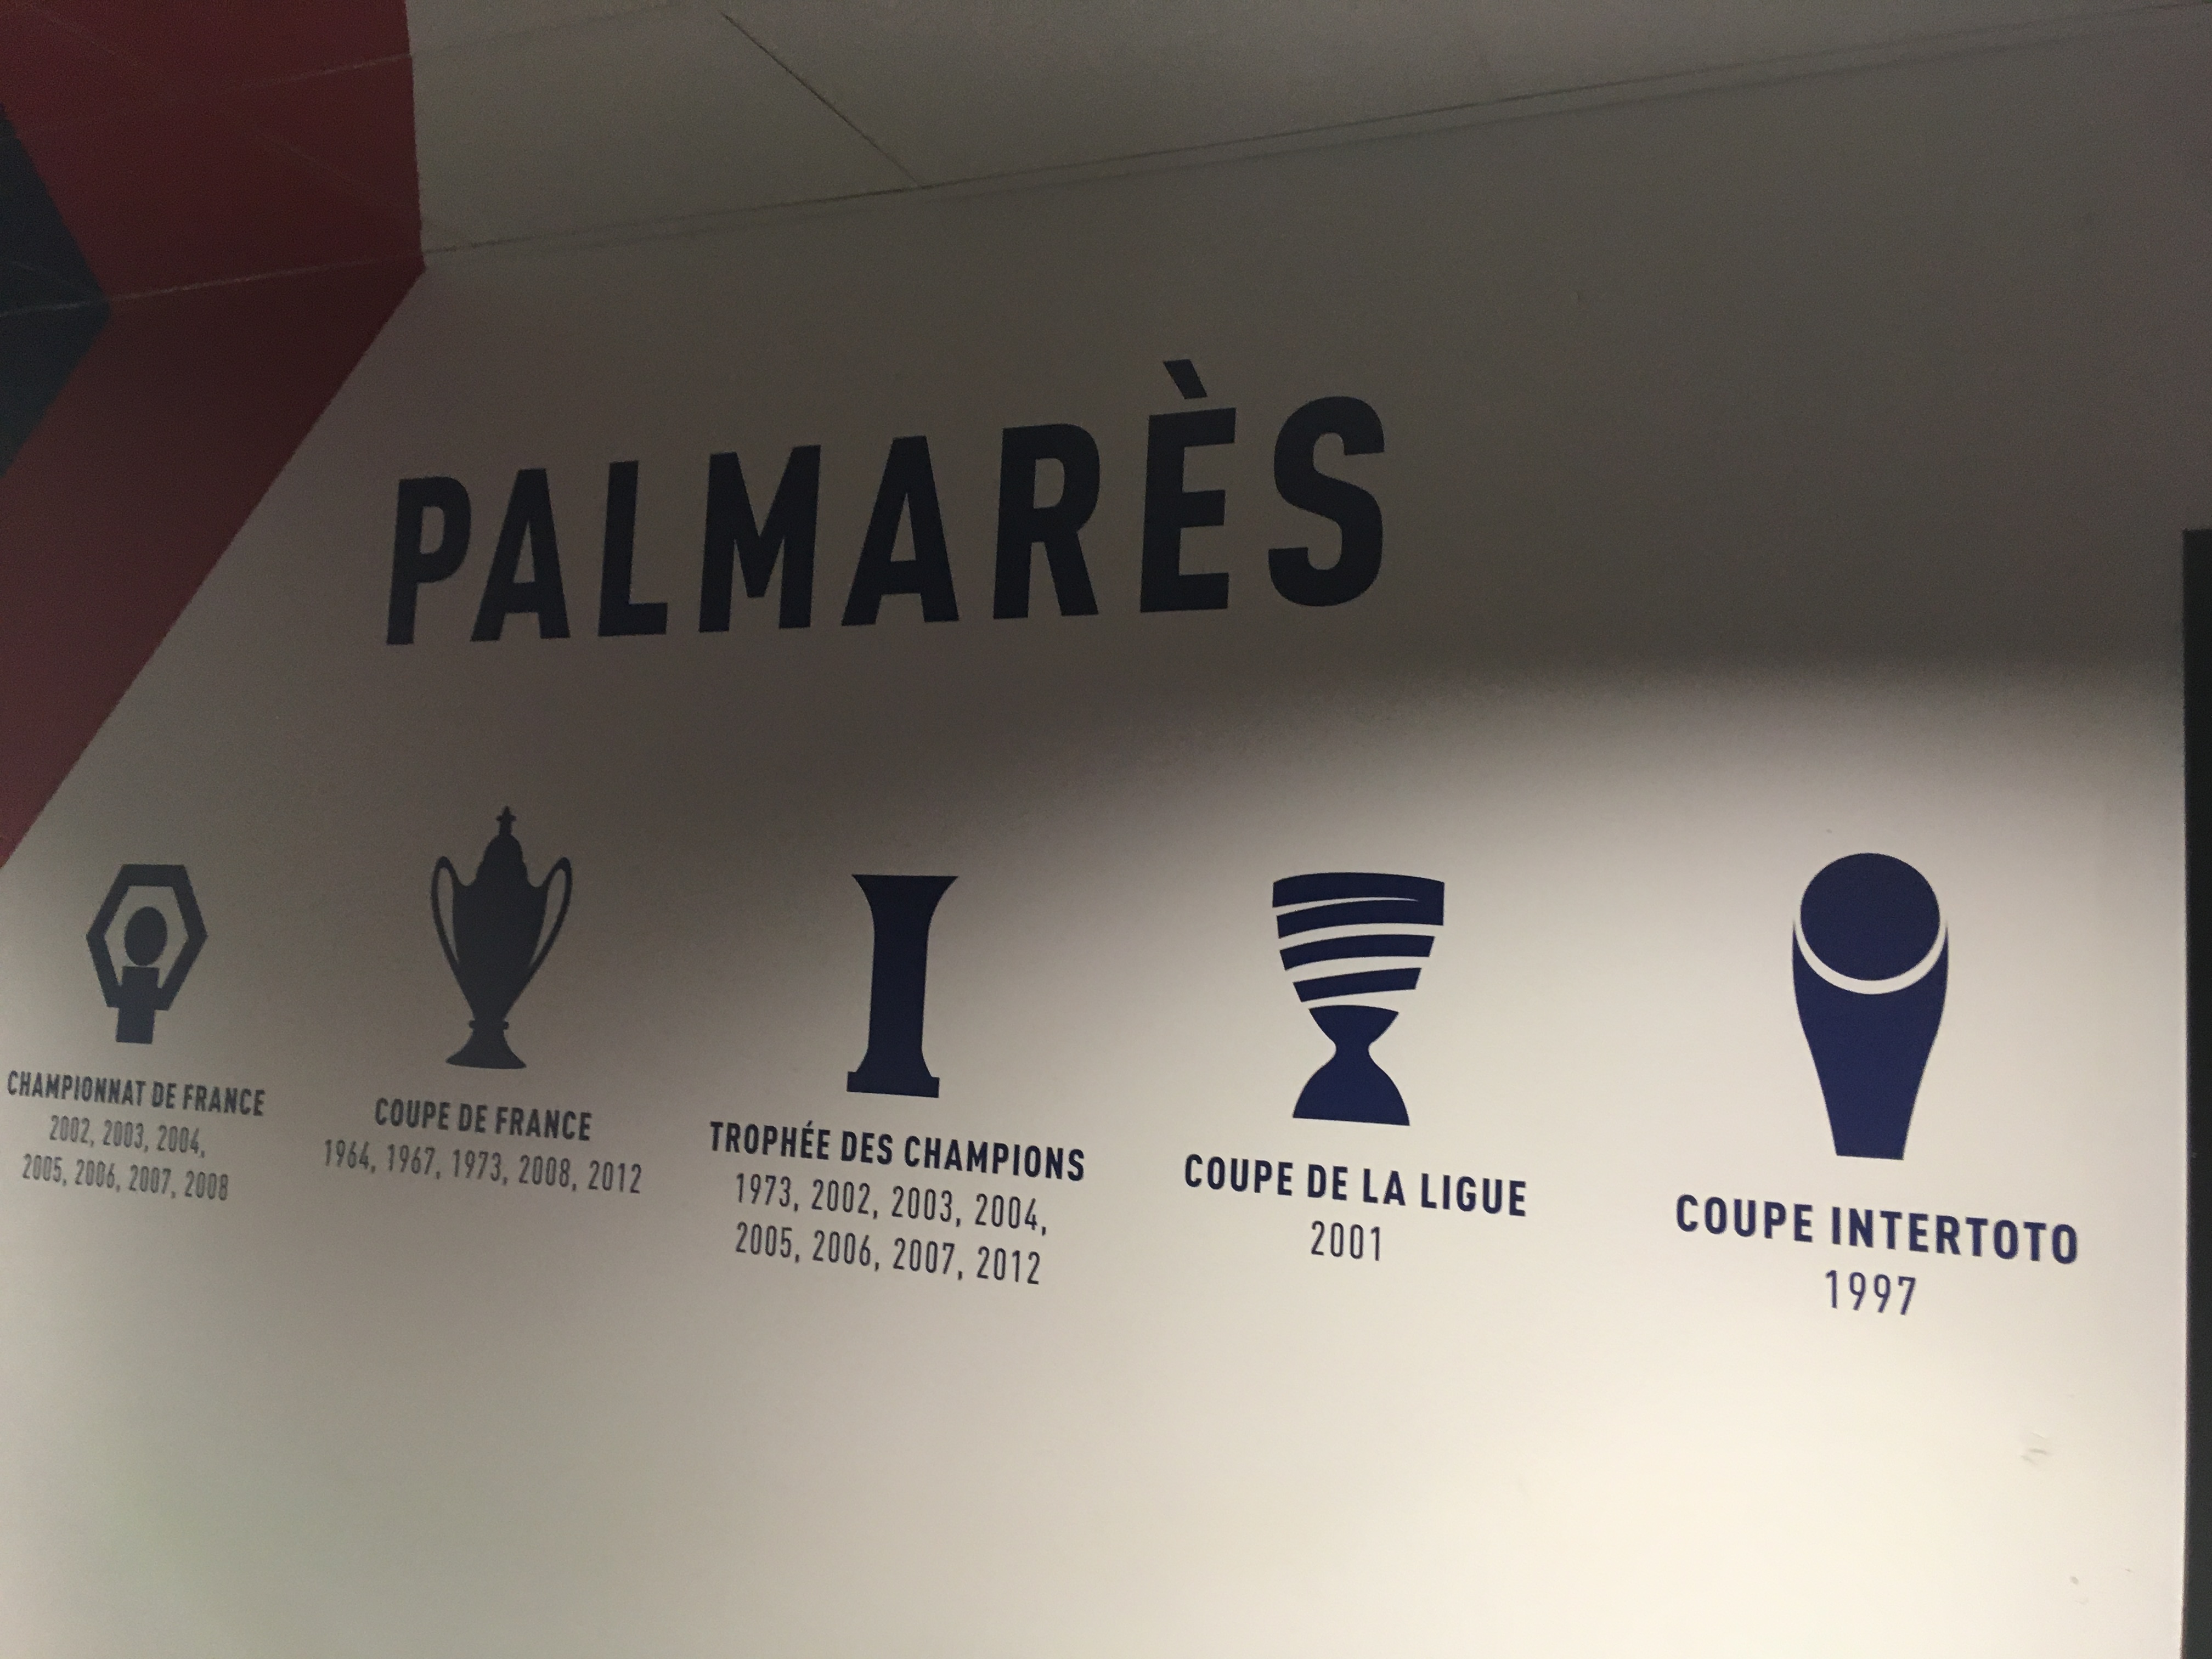 PALMARÈS
CHAMPIONNAT DE FRANCE
2002, 2003, 2004,
2005, 2006, 2007, 2008
COUPE DE FRANCE
1964, 1967, 1973, 2008, 2012
TROPHÉE DES CHAMPIONS
1973, 2002, 2003, 2004,
2005, 2006, 2007, 2012
COUPE DE LA LIGUE
2001
COUPE INTERTOTO
1997